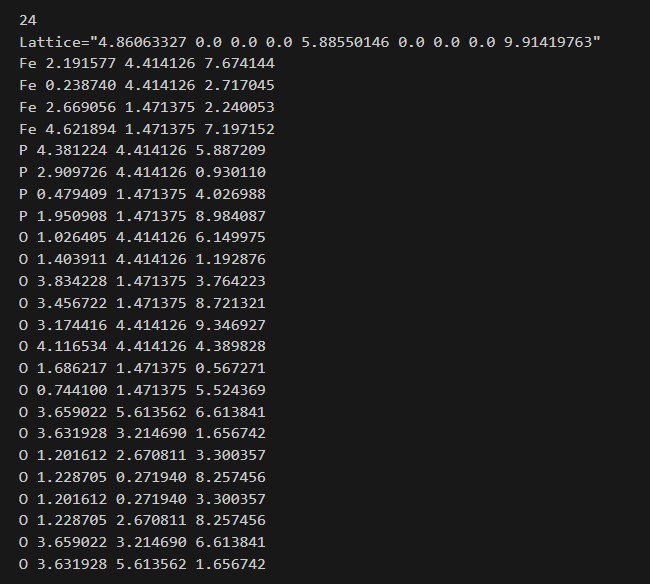 24
Lattice="4.86063327 0.0 0.0 0.0 5.88550146 0.0 0.0 0.0 9.91419763"
Fe 2.191577 4.414126 7.674144
Fe 0.238740 4.414126 2.717045
Fe 2.669056 1.471375 2.240053
Fe 4.621894 1.471375 7.197152
P 4.381224 4.414126 5.887209
P 2.909726 4.414126 0.930110
P 0.479409 1.471375 4.026988
P 1.950908 1.471375 8.984087
O 1.026405 4.414126 6.149975
O 1.403911 4.414126 1.192876
O 3.834228 1.471375 3.764223
O 3.456722 1.471375 8.721321
O 3.174416 4.414126 9.346927
O 4.116534 4.414126 4.389828
O 1.686217 1.471375 0.567271
O 0.744100 1.471375 5.524369
O 3.659022 5.613562 6.613841
O 3.631928 3.214690 1.656742
O 1.201612 2.670811 3.300357
O 1.228705 0.271940 8.257456
O 1.201612 0.271940 3.300357
O 1.228705 2.670811 8.257456
O 3.659022 3.214690 6.613841
O 3.631928 5.613562 1.656742